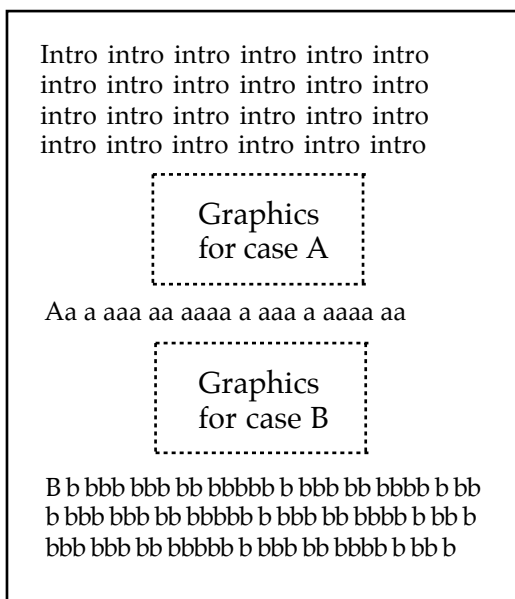 Intro intro intro intro intro intro
intro intro intro intro intro intro
intro intro intro intro intro intro
intro intro intro intro intro intro
Graphics
for case A
Aa a aaa aa aaaa a aaa a aaaa aa
Graphics
for case B
B b bbb bbb bb bbbbb b bbb bb bbbb b bb
b bbb bbb bb bbbbb b bbb bb bbbb b bb b
bbb bbb bb bbbbb b bbb bb bbbb b bb b